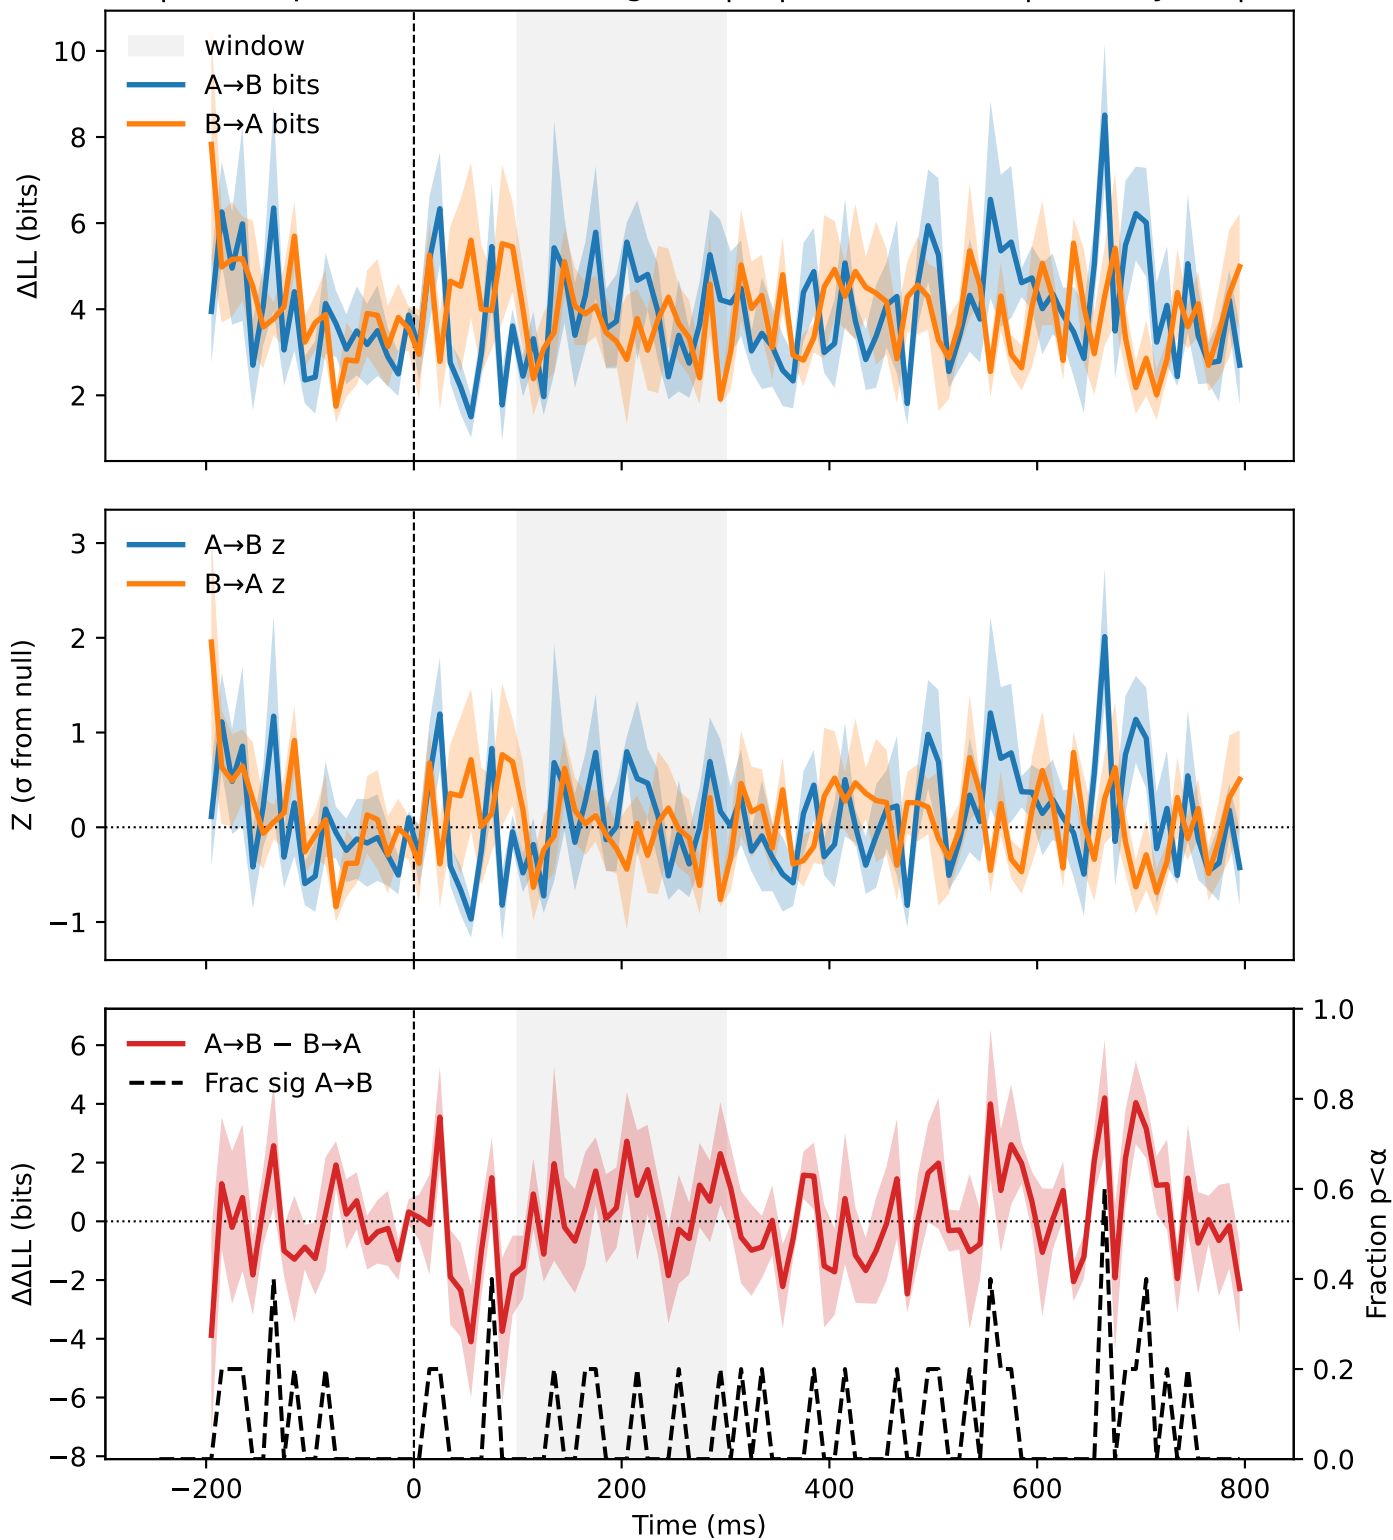 window
A→B bits
B→A bits
ΔLL (bits)
10
8
6
4
2
A→B z
B→A z
Z (σ from null)
3
2
1
0
−1
A→B − B→A
Frac sig A→B
ΔΔLL (bits)
6
4
2
0
−2
−4
−6
−8
1.0
0.8
0.6
0.4
0.2
0.0
Fraction p<α
−200
0
200
400
600
800
Time (ms)